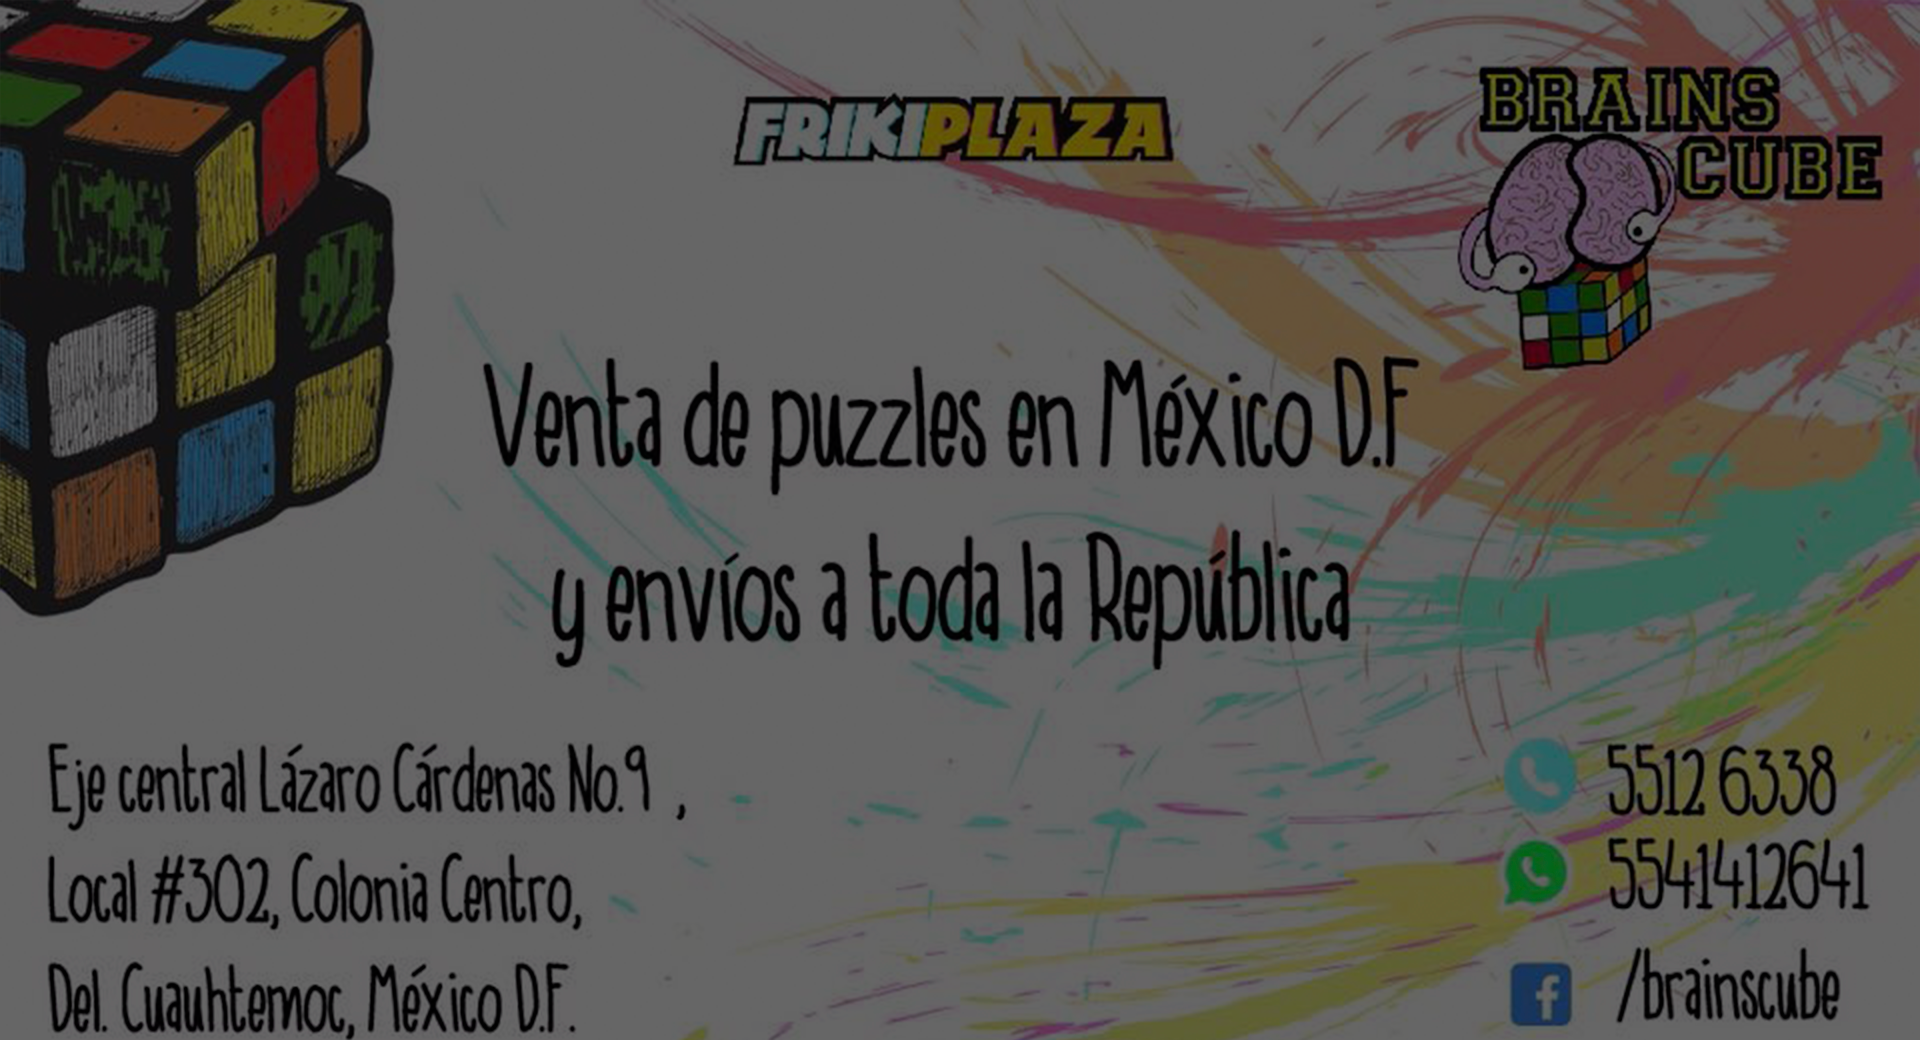 FRIKIPLAZA
BRAINS
CUBE
Venta de puzzles en México D.F
y envíos a toda la República
Eje central Lázaro Cárdenas No.9 ,
Local #302, Colonia Centro,
Del. Cuauhtemoc, México D.F.
5512 6338
5541412641
/brainscube